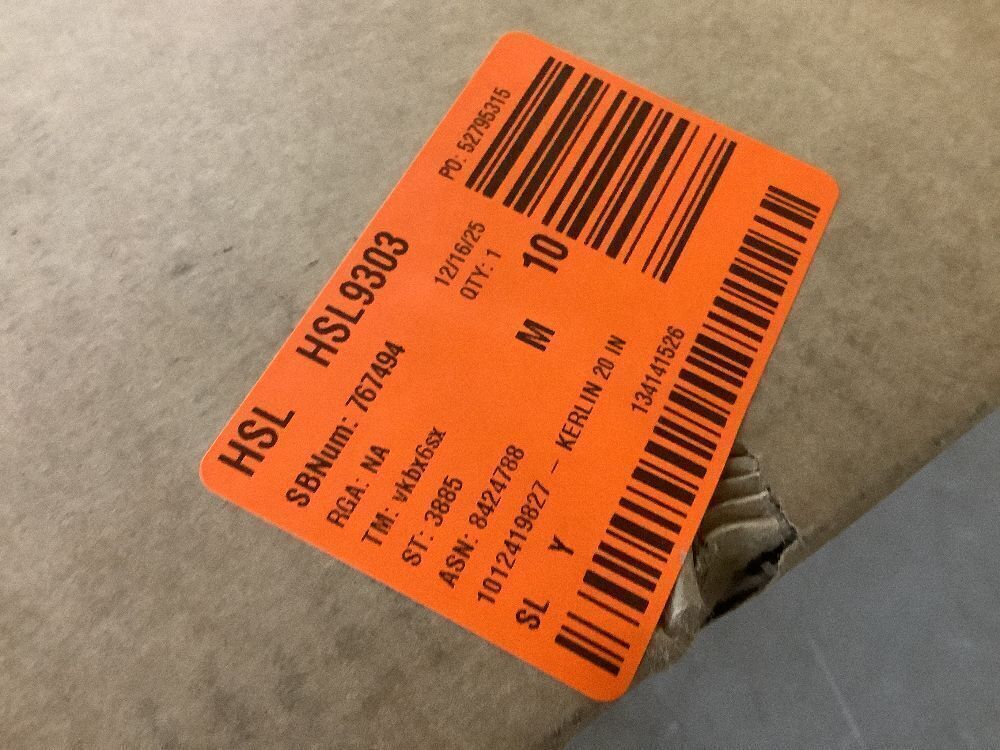 HSL HSL9303
SBNum: 767494
RGA: NA
TM: vkbx6sx
ST: 3885
ASN: 8424788
1012419827 – KERLIN 20 IN
SL Y
PO: 52795315
12/16/25
QTY: 1
M 10
134141526